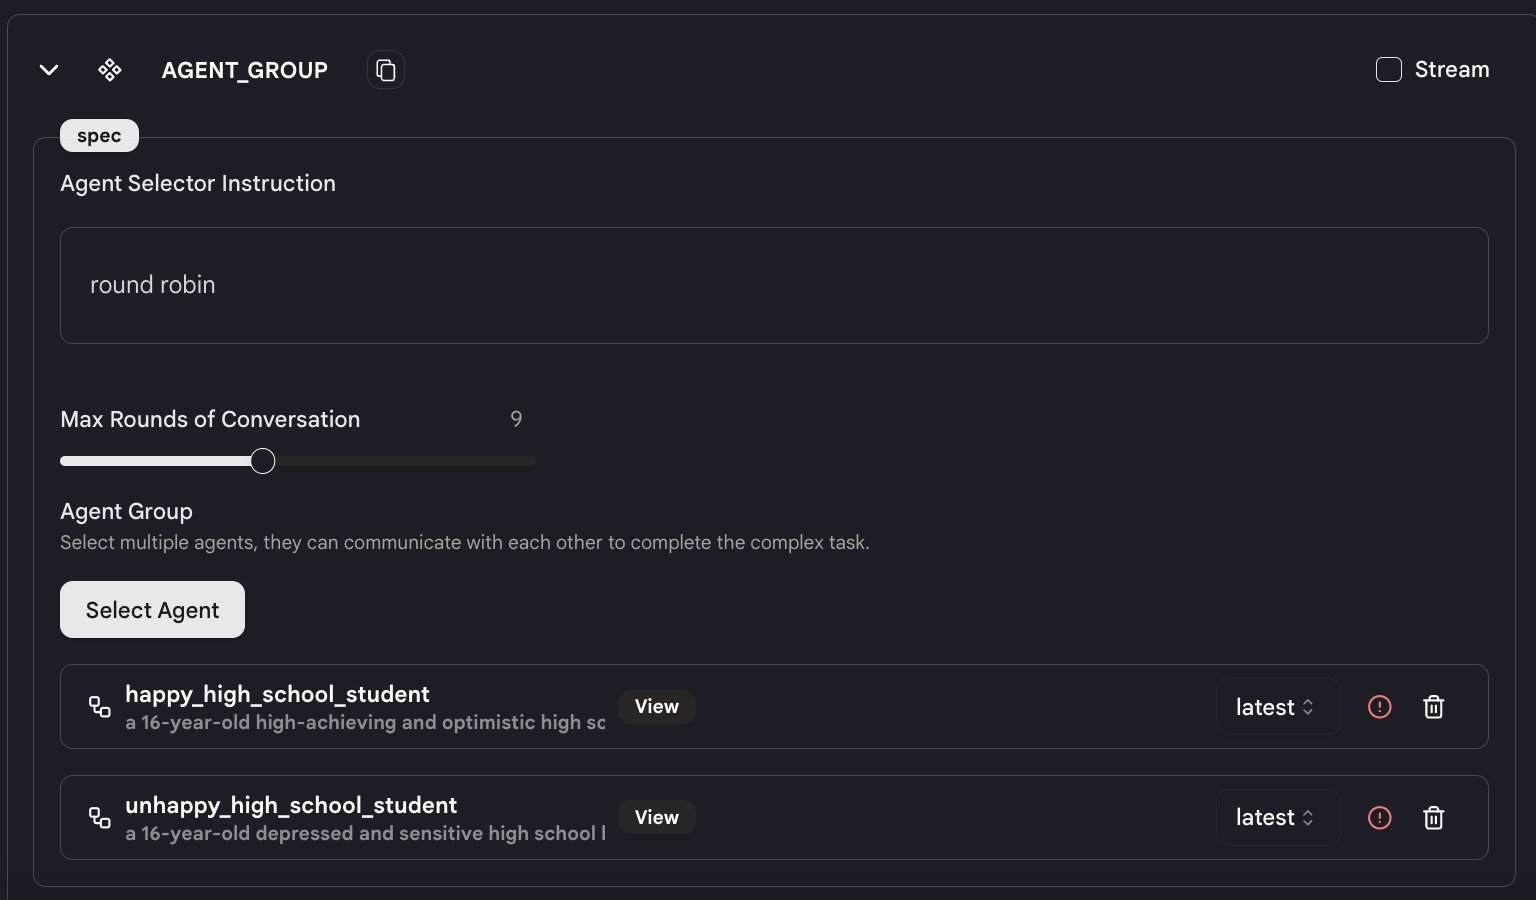 AGENT_GROUP
Stream
spec
Agent Selector Instruction
round robin
Max Rounds of Conversation 9
Agent Group
Select multiple agents, they can communicate with each other to complete the complex task.
Select Agent
happy_high_school_student
a 16-year-old high-achieving and optimistic high sc
View
latest
unhappy_high_school_student
a 16-year-old depressed and sensitive high school
View
latest